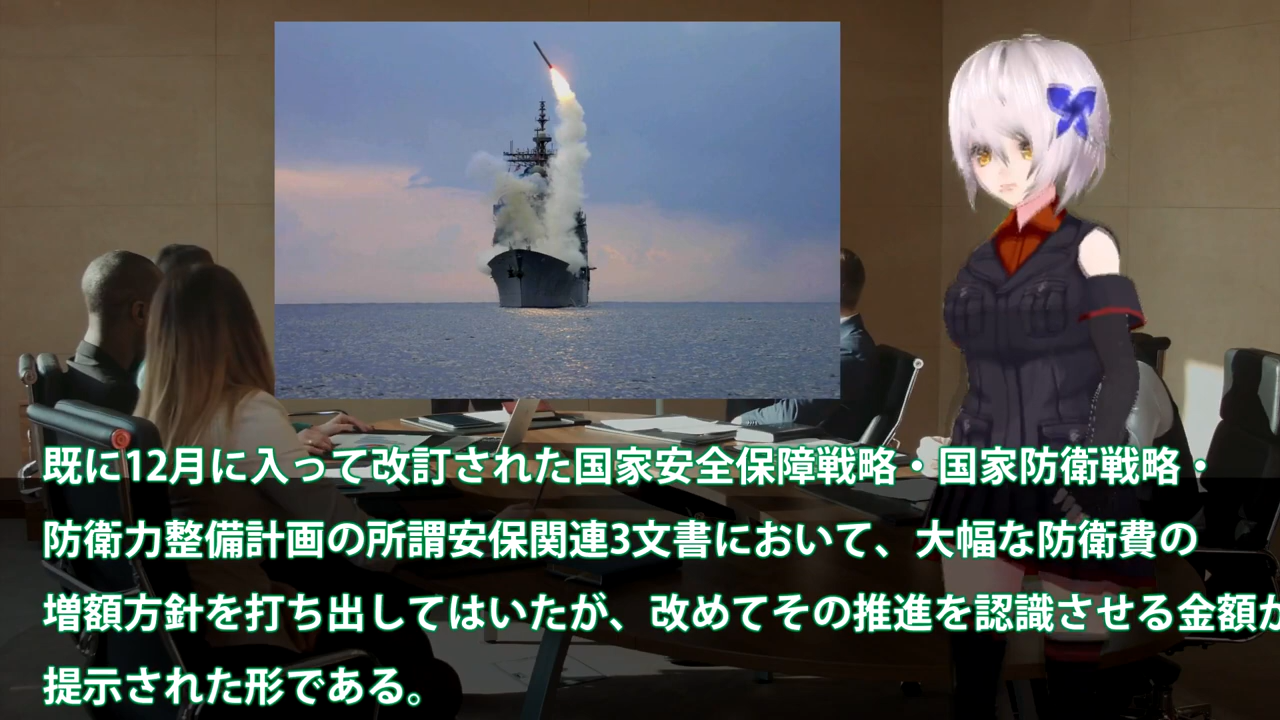 既に12月に入って改訂された国家安全保障戦略・国家防衛戦略・
防衛力整備計画の所謂安保関連3文書において、大幅な防衛費の
増額方針を打ち出してはいたが、改めてその推進を認識させる金額が
提示された形である。